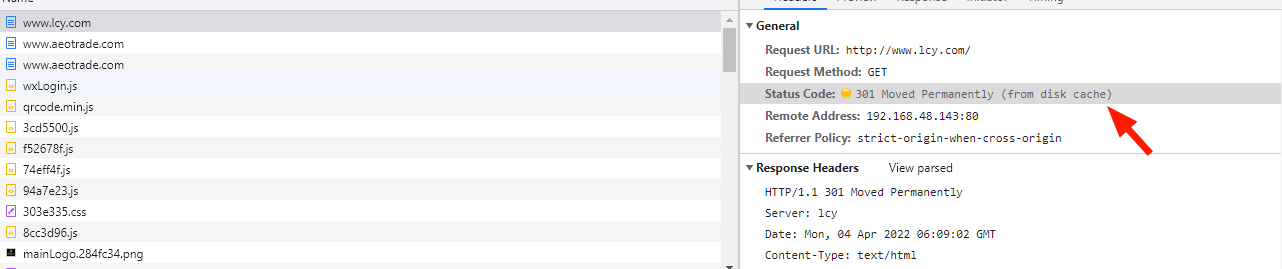 Name
Headers Preview Response Initiator Timing
www.lcy.com
www.aeotrade.com
www.aeotrade.com
wxLogin.js
qrcode.min.js
3cd5500.js
f52678f.js
74eff4f.js
94a7e23.js
303e335.css
8cc3d96.js
mainLogo.284fc34.png
General
Request URL: http://www.lcy.com/
Request Method: GET
Status Code: 301 Moved Permanently (from disk cache)
Remote Address: 192.168.48.143:80
Referrer Policy: strict-origin-when-cross-origin
Response Headers View parsed
HTTP/1.1 301 Moved Permanently
Server: lcy
Date: Mon, 04 Apr 2022 06:09:02 GMT
Content-Type: text/html